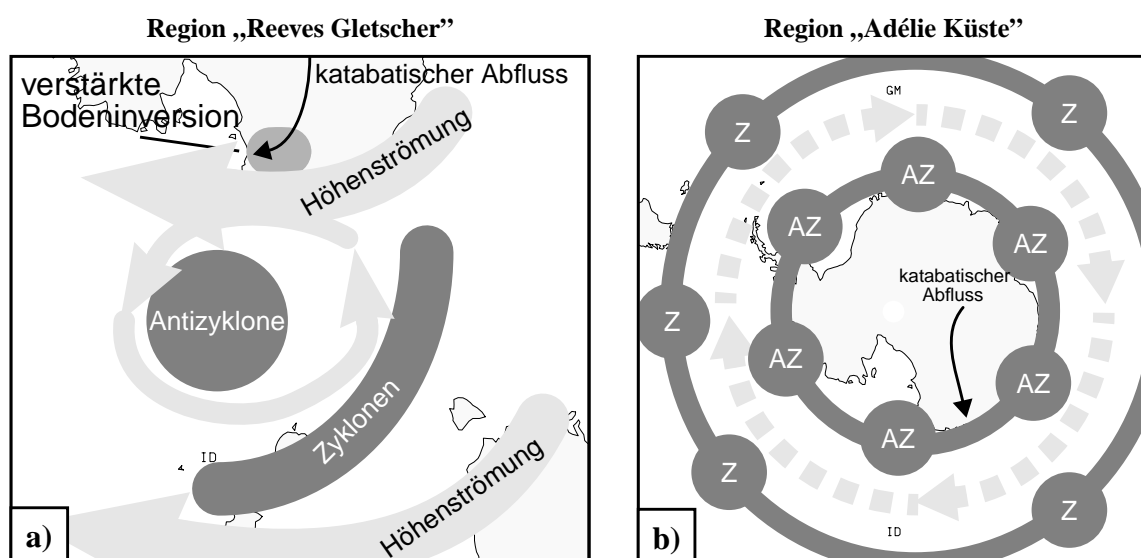 Region „Reeves Gletscher”
Region „Adélie Küste”
verstärkte
Bodeninversion
katabatischer Abfluss
Höhenströmung
Antizyklone
Zyklonen
ID
Höhenströmung
a)
GM
Z
Z
AZ
AZ
AZ
katabatischer
Abfluss
Z
AZ
AZ
AZ
Z
Z
ID
b)